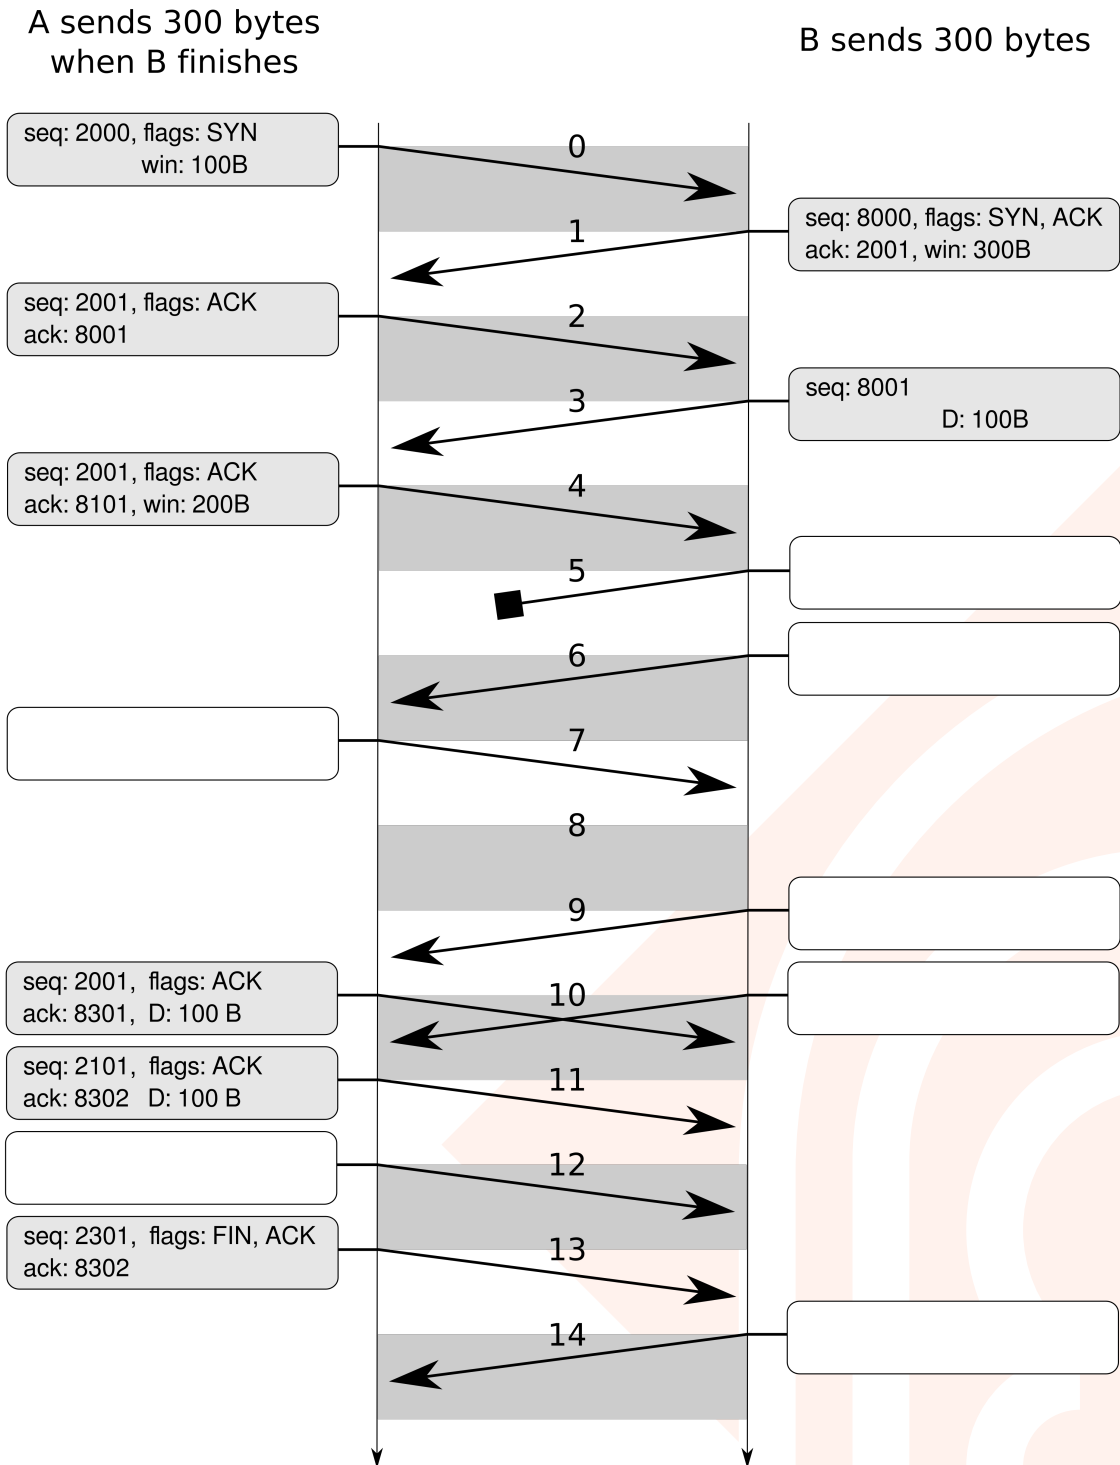 A sends 300 bytes
when B finishes
B sends 300 bytes
seq: 2000, flags: SYN
win: 100B
0
1
seq: 8000, flags: SYN, ACK
ack: 2001, win: 300B
seq: 2001, flags: ACK
ack: 8001
2
3
seq: 8001
D: 100B
seq: 2001, flags: ACK
ack: 8101, win: 200B
4
5
6
7
8
9
seq: 2001, flags: ACK
ack: 8301, D: 100 B
10
seq: 2101, flags: ACK
ack: 8302 D: 100 B
11
12
seq: 2301, flags: FIN, ACK
ack: 8302
13
14